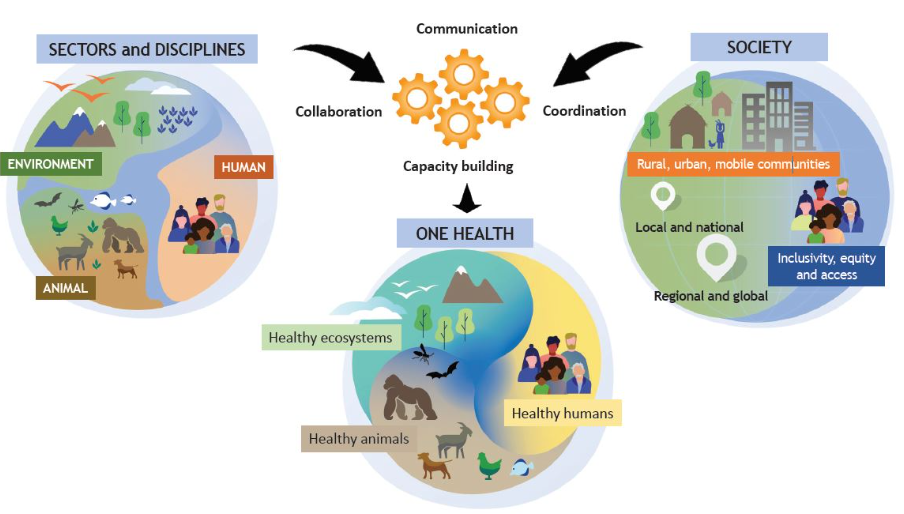 Communication
SECTORS and DISCIPLINES
SOCIETY
Collaboration
Coordination
ENVIRONMENT
HUMAN
Capacity building
Rural, urban, mobile communities
Local and national
ONE HEALTH
Inclusivity, equity
and access
ANIMAL
Regional and global
Healthy ecosystems
Healthy humans
Healthy animals